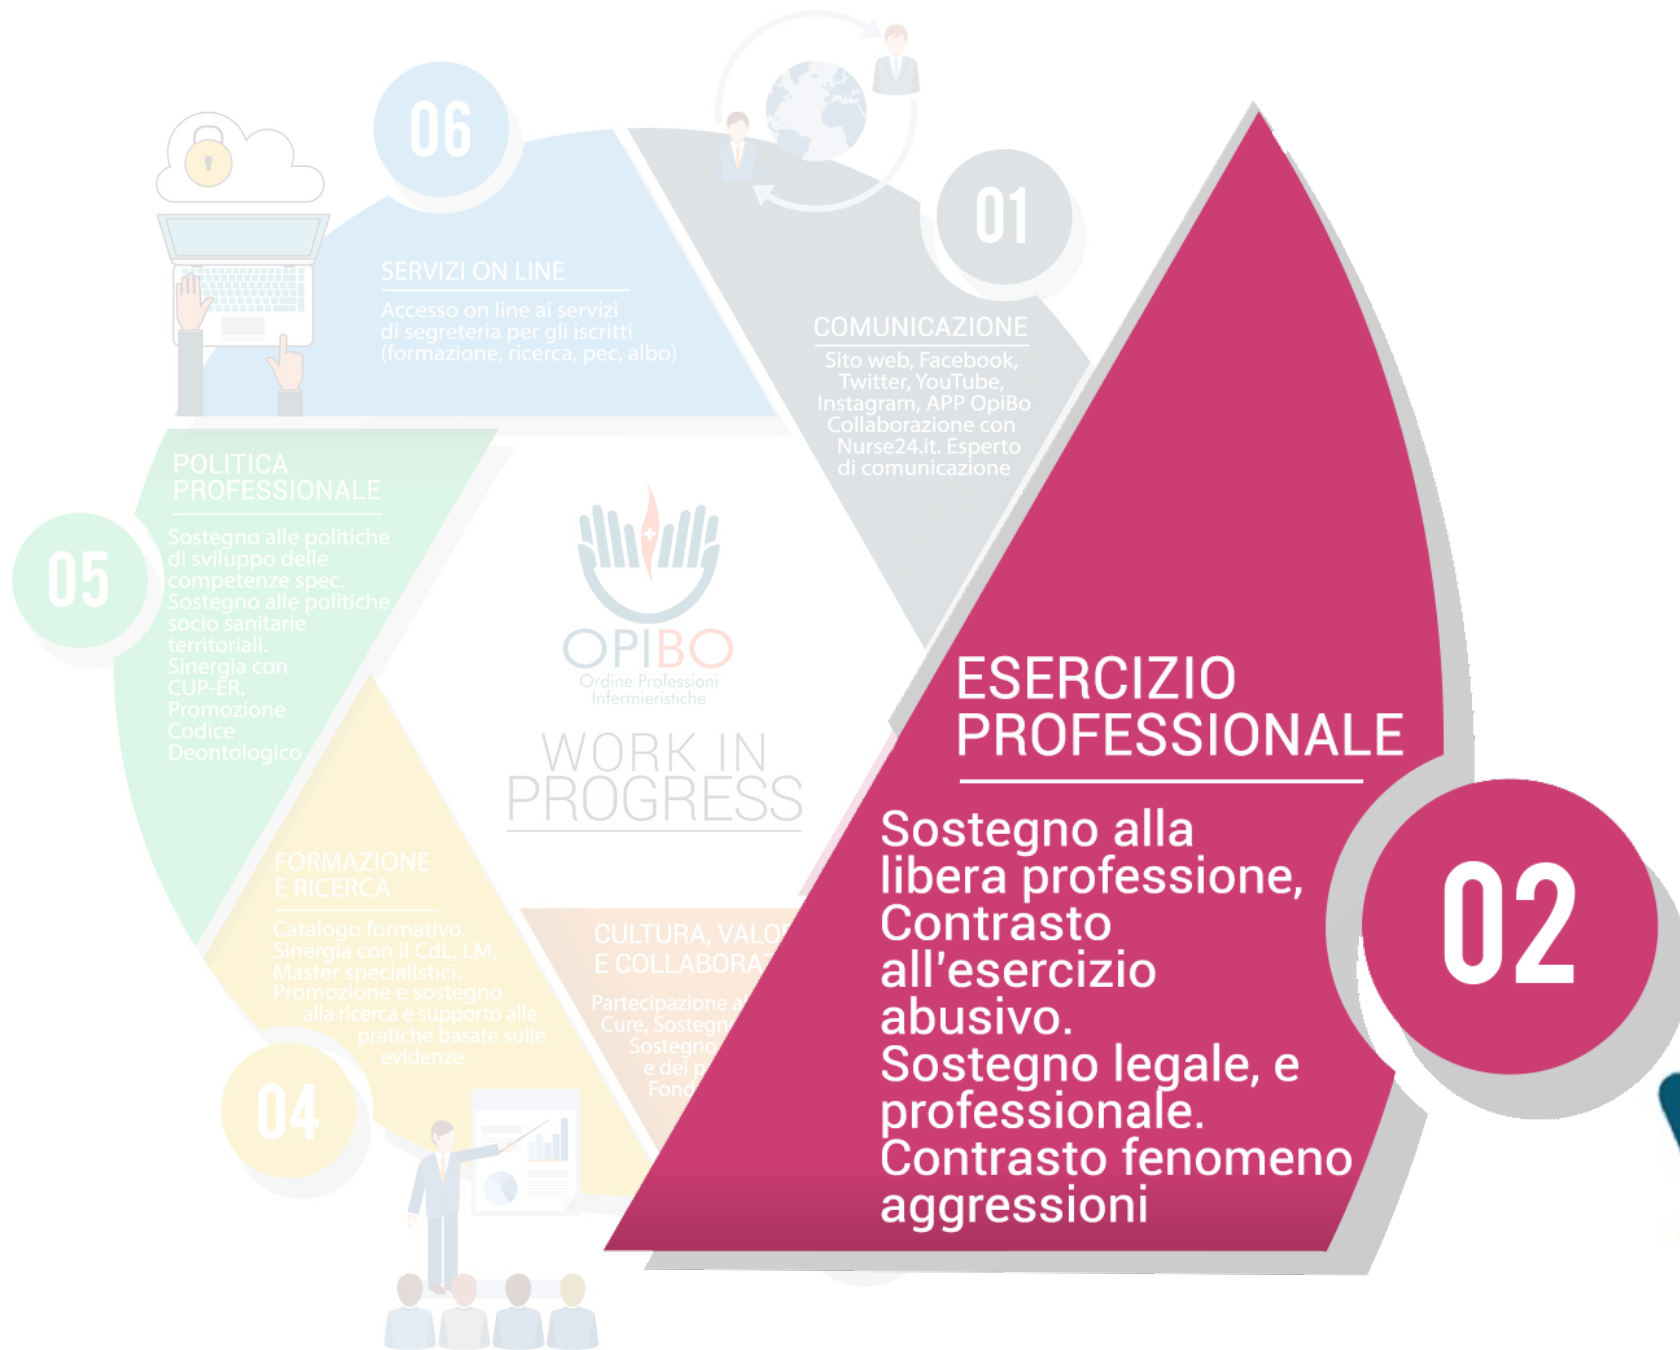 06
SERVIZI ON LINE
Accesso on line ai servizi
di segreteria per gli iscritti
(formazione, ricerca, pec, albo)
01
COMUNICAZIONE
Sito web, Facebook,
Twitter, YouTube,
Instagram, APP OpiBo
Collaborazione con
Nurse24.it. Esperto
di comunicazione
ESERCIZIO
PROFESSIONALE
Sostegno alla
libera professione,
Contrasto
all'esercizio
abusivo.
Sostegno legale, e
professionale.
Contrasto fenomeno
aggressioni
02
05
POLITICA
PROFESSIONALE
Sostegno alle politiche
di sviluppo delle
competenze spec.
Sostegno alle politiche
socio sanitarie
territoriali.
Sinergia con
CUP-ER.
Promozione
Codice
Deontologico
OPIBO
Ordine Professioni
Infermieristiche
WORK IN
PROGRESS
FORMAZIONE
E RICERCA
Catalogo formativo.
Sinergia con il CdL, LM,
Master specialistici.
Promozione e sostegno
alla ricerca e supporto alle
pratiche basate sulle
evidenze
04
CULTURA,
E
Partecipazione
Cure,
Sostegno
e dei